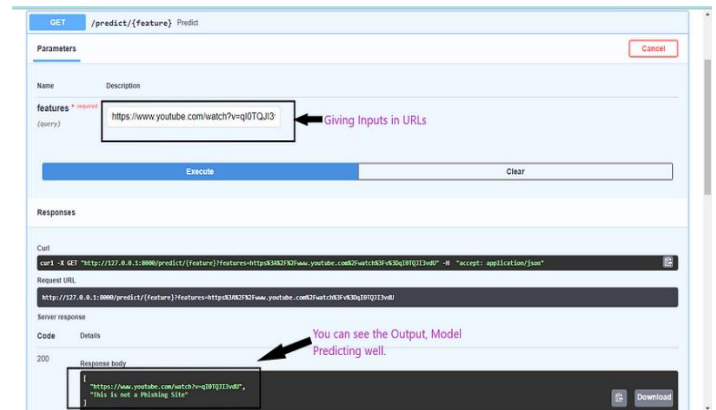 GET /predict/{feature} Predict
Parameters
Cancel
Name Description
features * required
(query)
https://www.youtube.com/watch?v=qI0TQJI3
Giving Inputs in URLs
Execute Clear
Responses
Curl
curl -X GET "http://127.0.0.1:8000/predict/{feature}?features=https%3A%2F%2Fwww.youtube.com%2Fwatch%3Fv%3DqI0TQJI3vdU" -H "accept: application/json"
Request URL
http://127.0.0.1:8000/predict/{feature}?features=https%3A%2F%2Fwww.youtube.com%2Fwatch%3Fv%3DqI0TQJI3vdU
Server response
Code Details
You can see the Output, Model
Predicting well.
200
Response body
[
"https://www.youtube.com/watch?v=qI0TQJI3vdU",
"This is not a Phishing Site"
]
Download